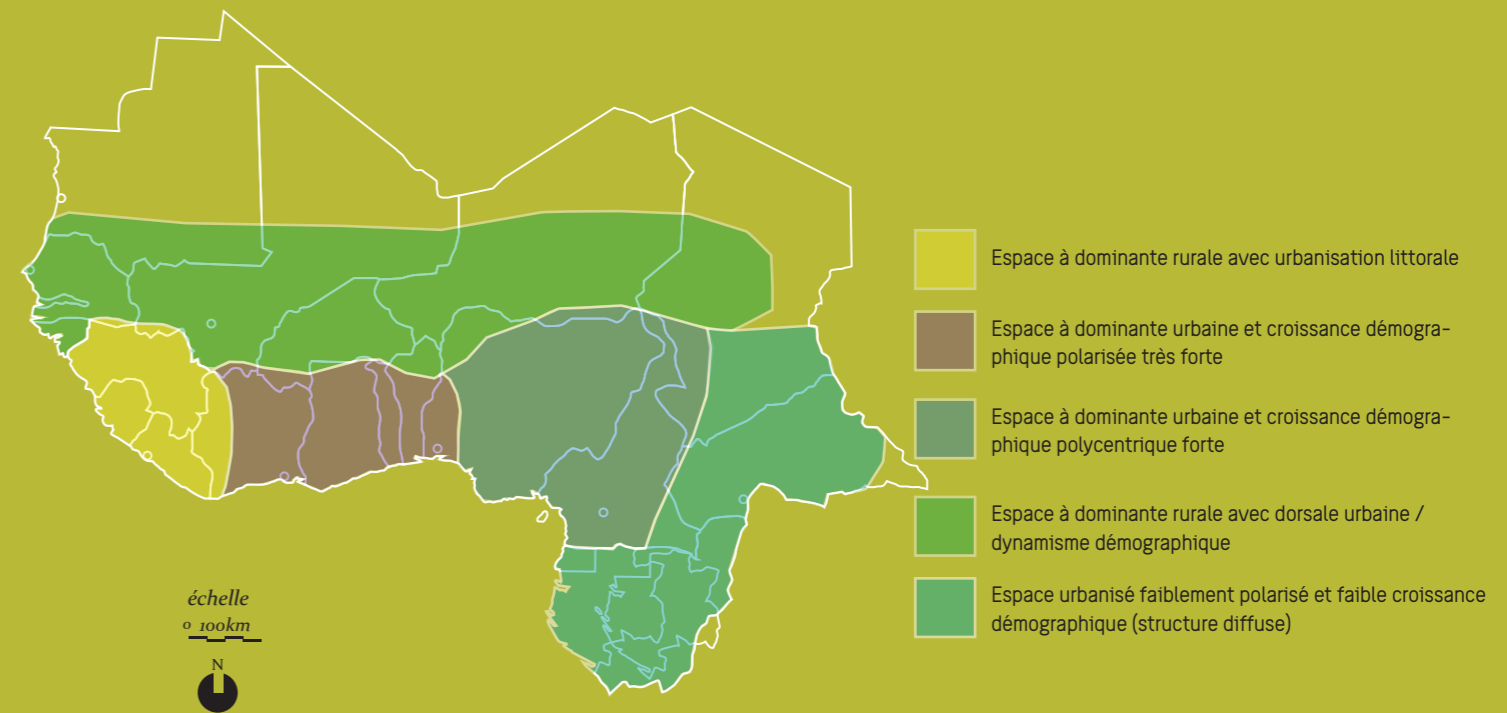 Espace à dominante rurale avec urbanisation littorale
Espace à dominante urbaine et croissance démogra-
phique polarisée très forte
Espace à dominante urbaine et croissance démogra-
phique polycentrique forte
Espace à dominante rurale avec dorsale urbaine /
dynamisme démographique
Espace urbanisé faiblement polarisé et faible croissance
démographique (structure diffuse)
échelle
0 100km
N